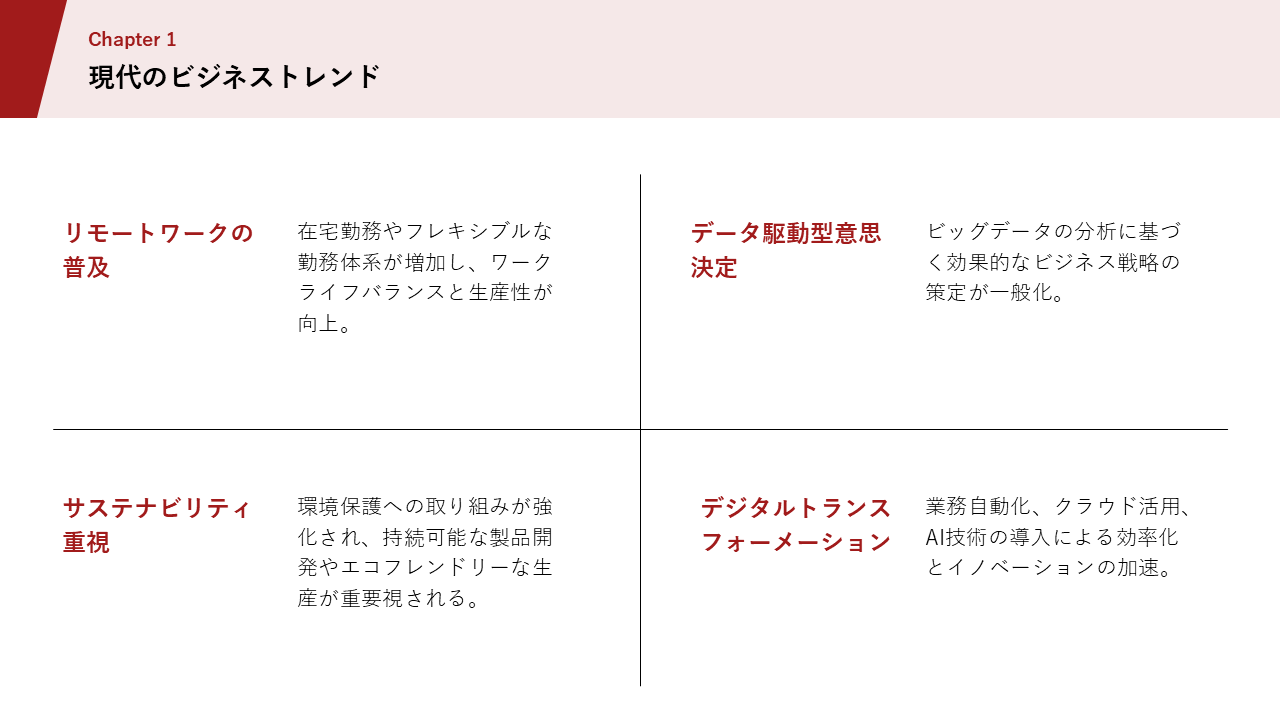 Chapter 1
現代のビジネストレンド
リモートワークの
普及
在宅勤務やフレキシブルな
勤務体系が増加し、ワーク
ライフバランスと生産性が
向上。
データ駆動型意思
決定
ビッグデータの分析に基づ
く効果的なビジネス戦略の
策定が一般化。
サステナビリティ
重視
環境保護への取り組みが強
化され、持続可能な製品開
発やエコフレンドリーな生
産が重要視される。
デジタルトランス
フォーメーション
業務自動化、クラウド活用、
AI技術の導入による効率化
とイノベーションの加速。